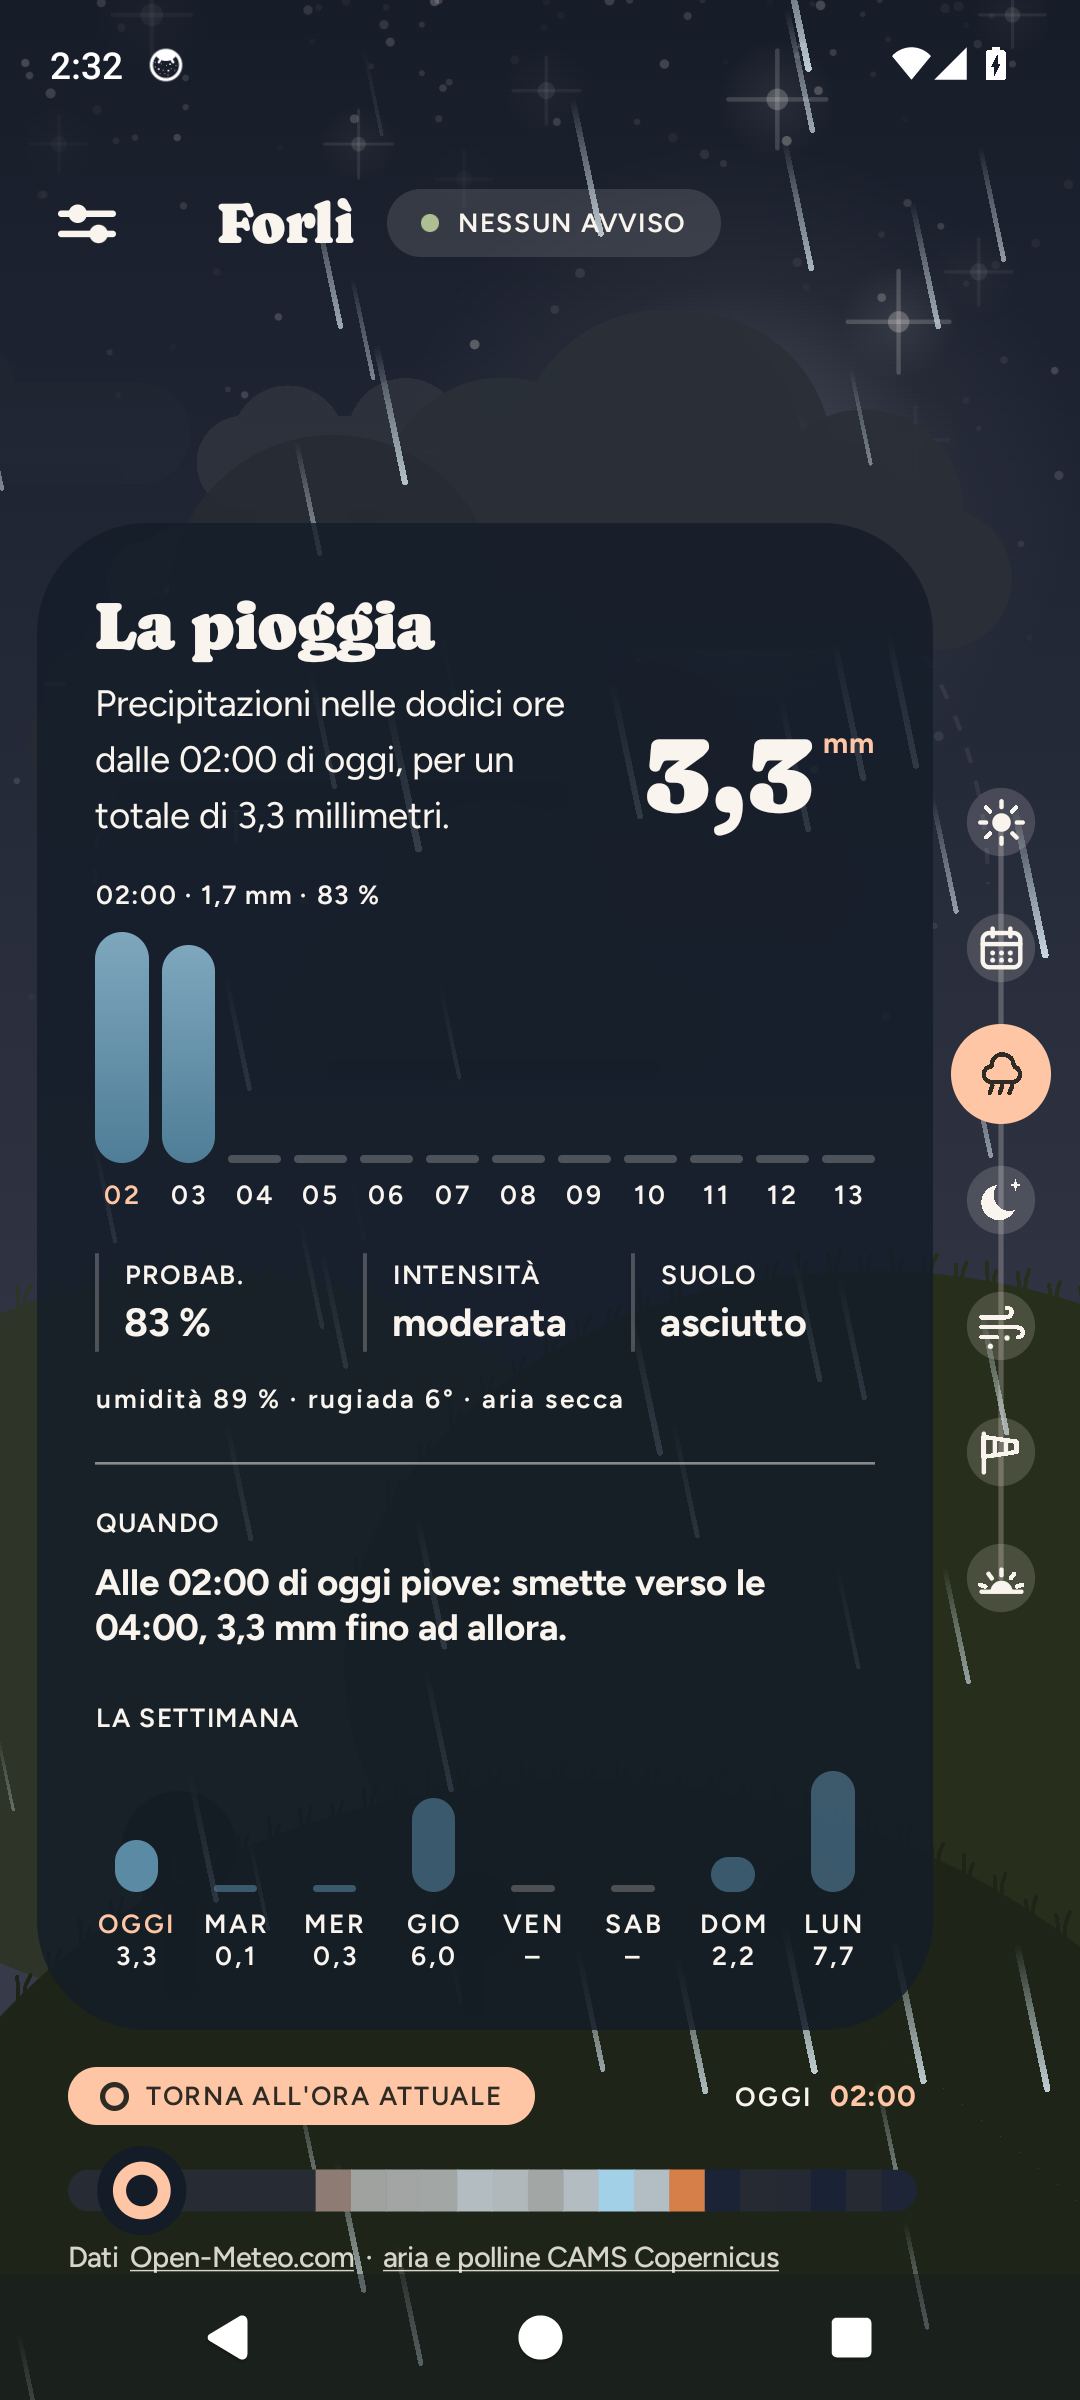 2:32
Forlì
NESSUN AVVISO
La pioggia
Precipitazioni nelle dodici ore
dalle 02:00 di oggi, per un
totale di 3,3 millimetri.
3,3 mm
02:00 · 1,7 mm · 83 %
02 03 04 05 06 07 08 09 10 11 12 13
PROBAB. INTENSITÀ SUOLO
83 % moderata asciutto
umidità 89 % · rugiada 6° · aria secca
QUANDO
Alle 02:00 di oggi piove: smette verso le
04:00, 3,3 mm fino ad allora.
LA SETTIMANA
OGGI MAR MER GIO VEN SAB DOM LUN
3,3 0,1 0,3 6,0 – – 2,2 7,7
TORNA ALL'ORA ATTUALE
OGGI 02:00
Dati Open-Meteo.com · aria e polline CAMS Copernicus